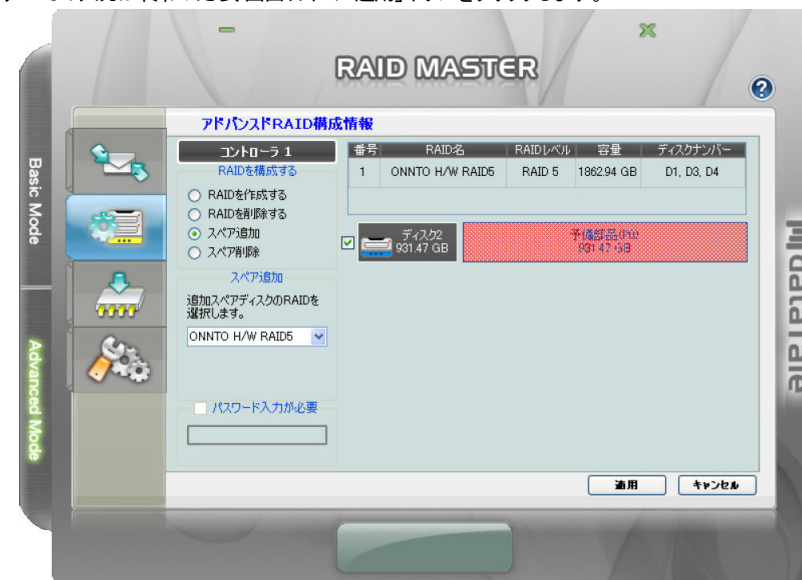 RAID MASTER
アドバンスドRAID構成情報
コントローラ 1
RAIDを構成する
RAIDを作成する
RAIDを削除する
スペア追加
スペア削除
スペア追加
追加スペアディスクのRAIDを
選択します。
ONNTO H/W RAID5
パスワード入力が必要
番号 RAID名 RAIDレベル 容量 ディスクナンバー
1 ONNTO H/W RAID5 RAID 5 1862.94 GB D1, D3, D4
ディスク2
931.47 GB
予備部品(PU)
931.47 GB
適用 キャンセル
Basic Mode
Advanced Mode
dataTale